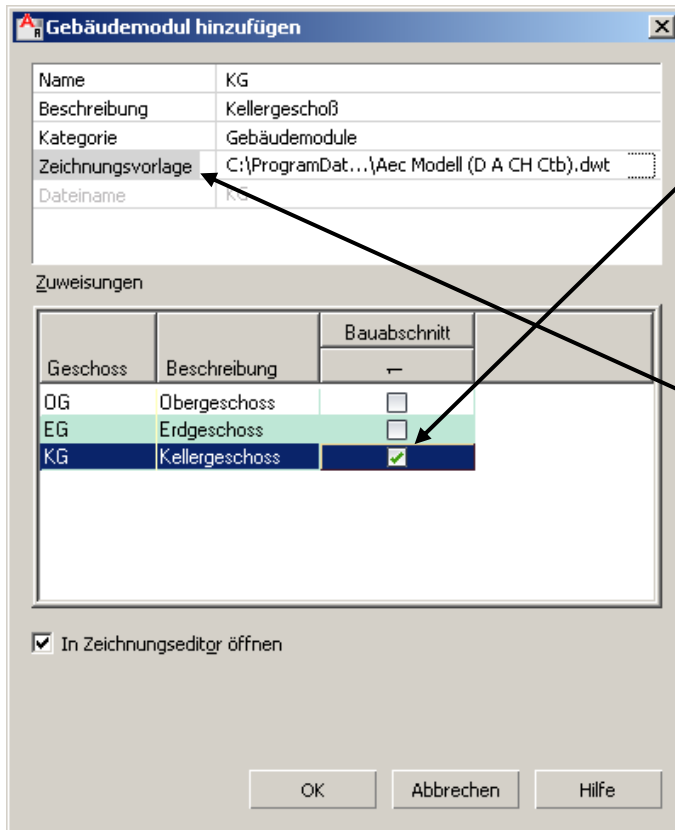 Gebäudemodul hinzufügen
Name KG
Beschreibung Kellergeschoß
Kategorie Gebäudemodule
Zeichnungsvorlage C:\ProgramDat...\Aec Modell (D A CH Ctb).dwt
Dateiname KG
Zuweisungen
Bauabschnitt
Geschoss Beschreibung 1
OG Obergeschoss
EG Erdgeschoss
KG Kellergeschoss
In Zeichnungseditor öffnen
OK Abbrechen Hilfe